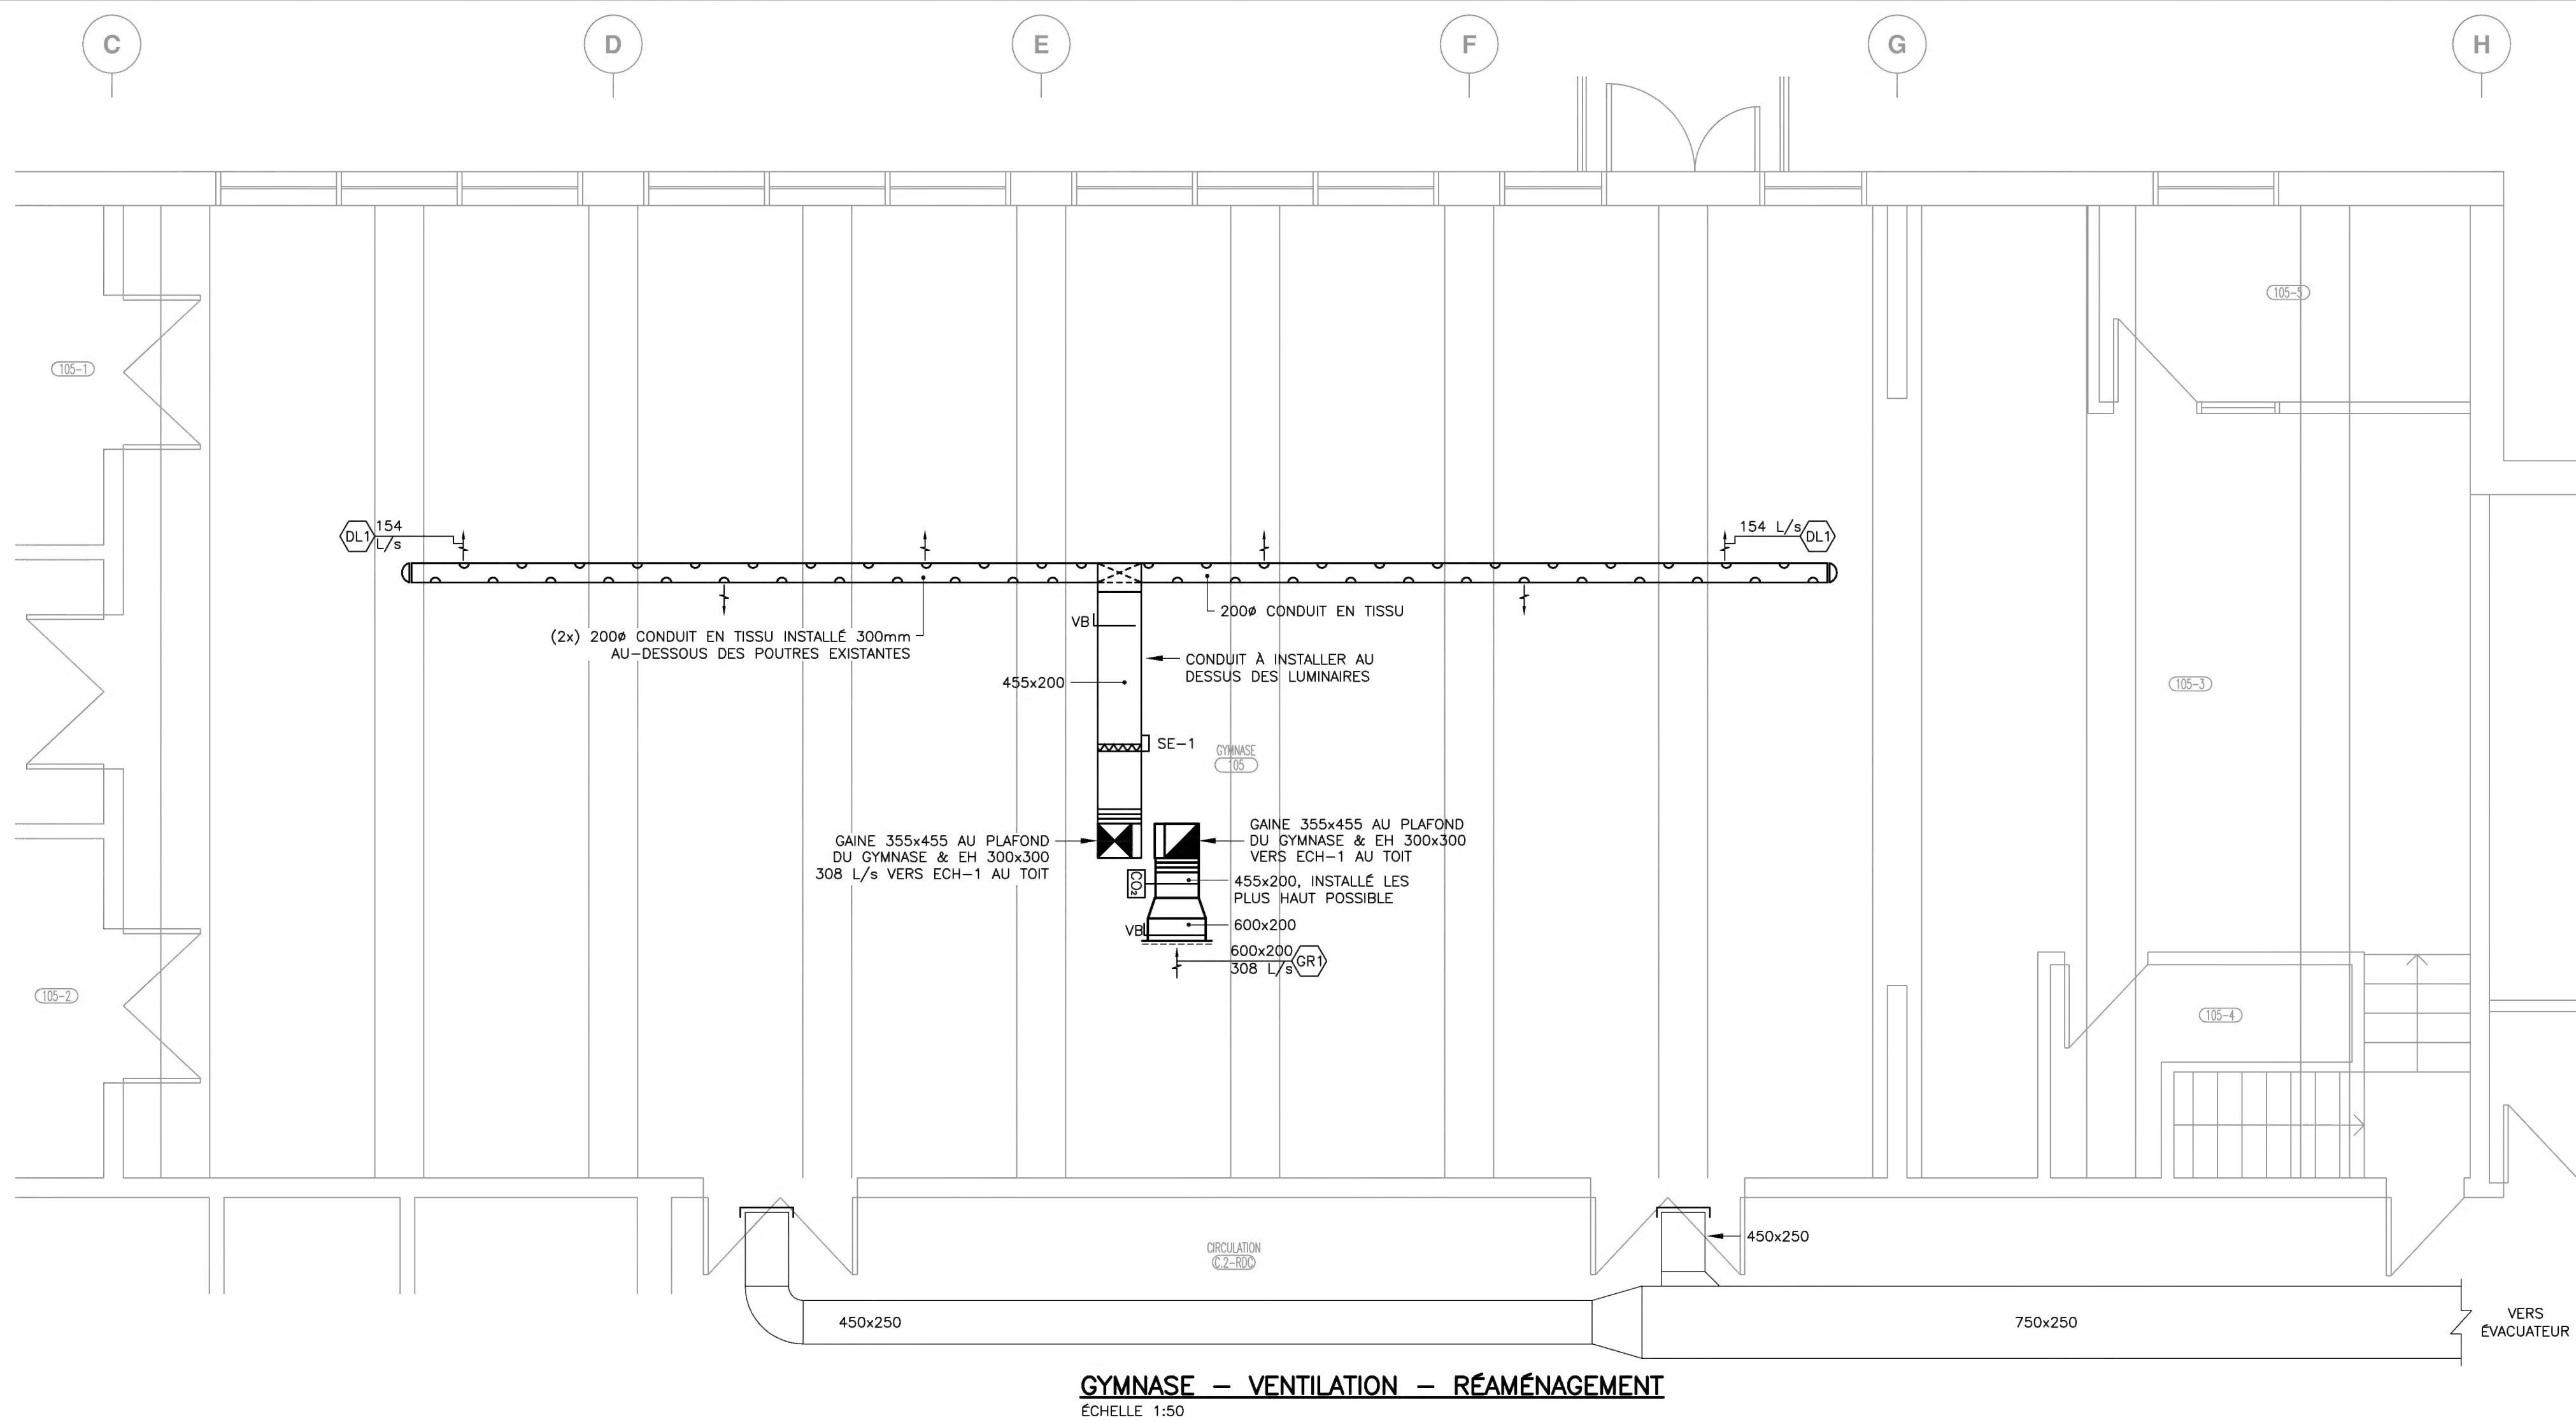 C
D
E
F
G
H
105-5
105-1
154
L/s
DL1
154 L/s
DL1
200ø CONDUIT EN TISSU
VB
(2x) 200ø CONDUIT EN TISSU INSTALLÉ 300mm
AU-DESSOUS DES POUTRES EXISTANTES
CONDUIT À INSTALLER AU
DESSUS DES LUMINAIRES
455x200
105-3
SE-1
GYMNASE
105
GAINE 355x455 AU PLAFOND
DU GYMNASE & EH 300x300
308 L/s VERS ECH-1 AU TOIT
GAINE 355x455 AU PLAFOND
DU GYMNASE & EH 300x300
VERS ECH-1 AU TOIT
CO₂
455x200, INSTALLÉ LES
PLUS HAUT POSSIBLE
600x200
VB
600x200
308 L/s
GR1
105-2
105-4
450x250
CIRCULATION
C.2-RDC
450x250
750x250
VERS
ÉVACUATEUR
GYMNASE - VENTILATION - RÉAMÉNAGEMENT
ÉCHELLE 1:50